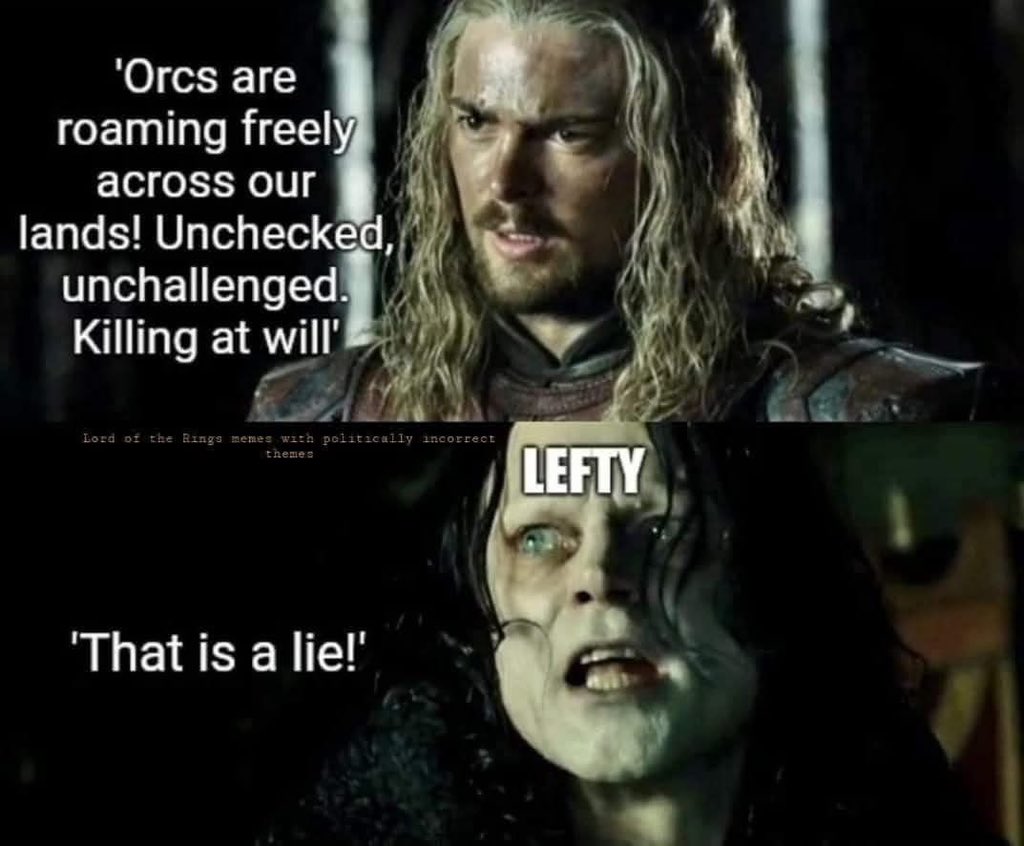 'Orcs are
roaming freely
across our
lands! Unchecked,
unchallenged.
Killing at will'
Lord of the Rings memes with politically incorrect
themes
LEFTY
'That is a lie!'